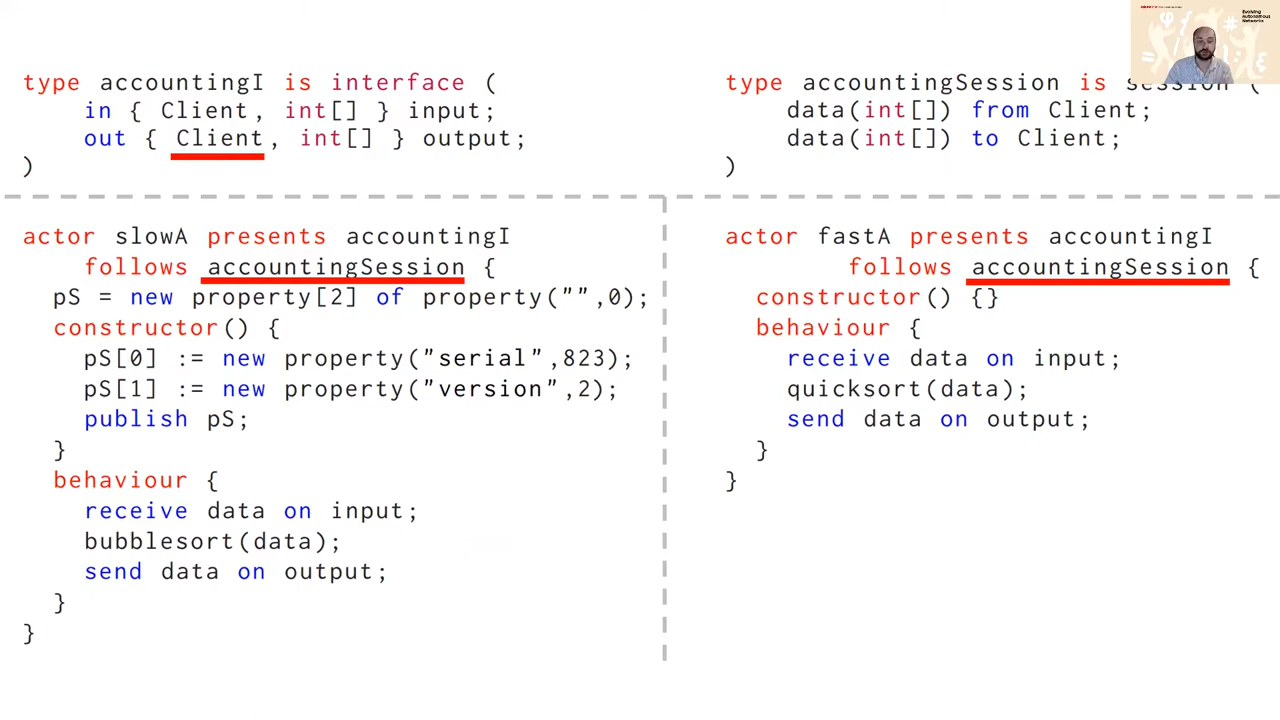 Evolving
Autonomous
Networks
type accountingI is interface (
in { Client, int[] } input;
out { Client, int[] } output;
)
type accountingSession is session (
data(int[]) from Client;
data(int[]) to Client;
)
actor slowA presents accountingI
follows accountingSession {
pS = new property[2] of property("",0);
constructor() {
pS[0] := new property("serial",823);
pS[1] := new property("version",2);
publish pS;
}
behaviour {
receive data on input;
bubblesort(data);
send data on output;
}
}
actor fastA presents accountingI
follows accountingSession {
constructor() {}
behaviour {
receive data on input;
quicksort(data);
send data on output;
}
}